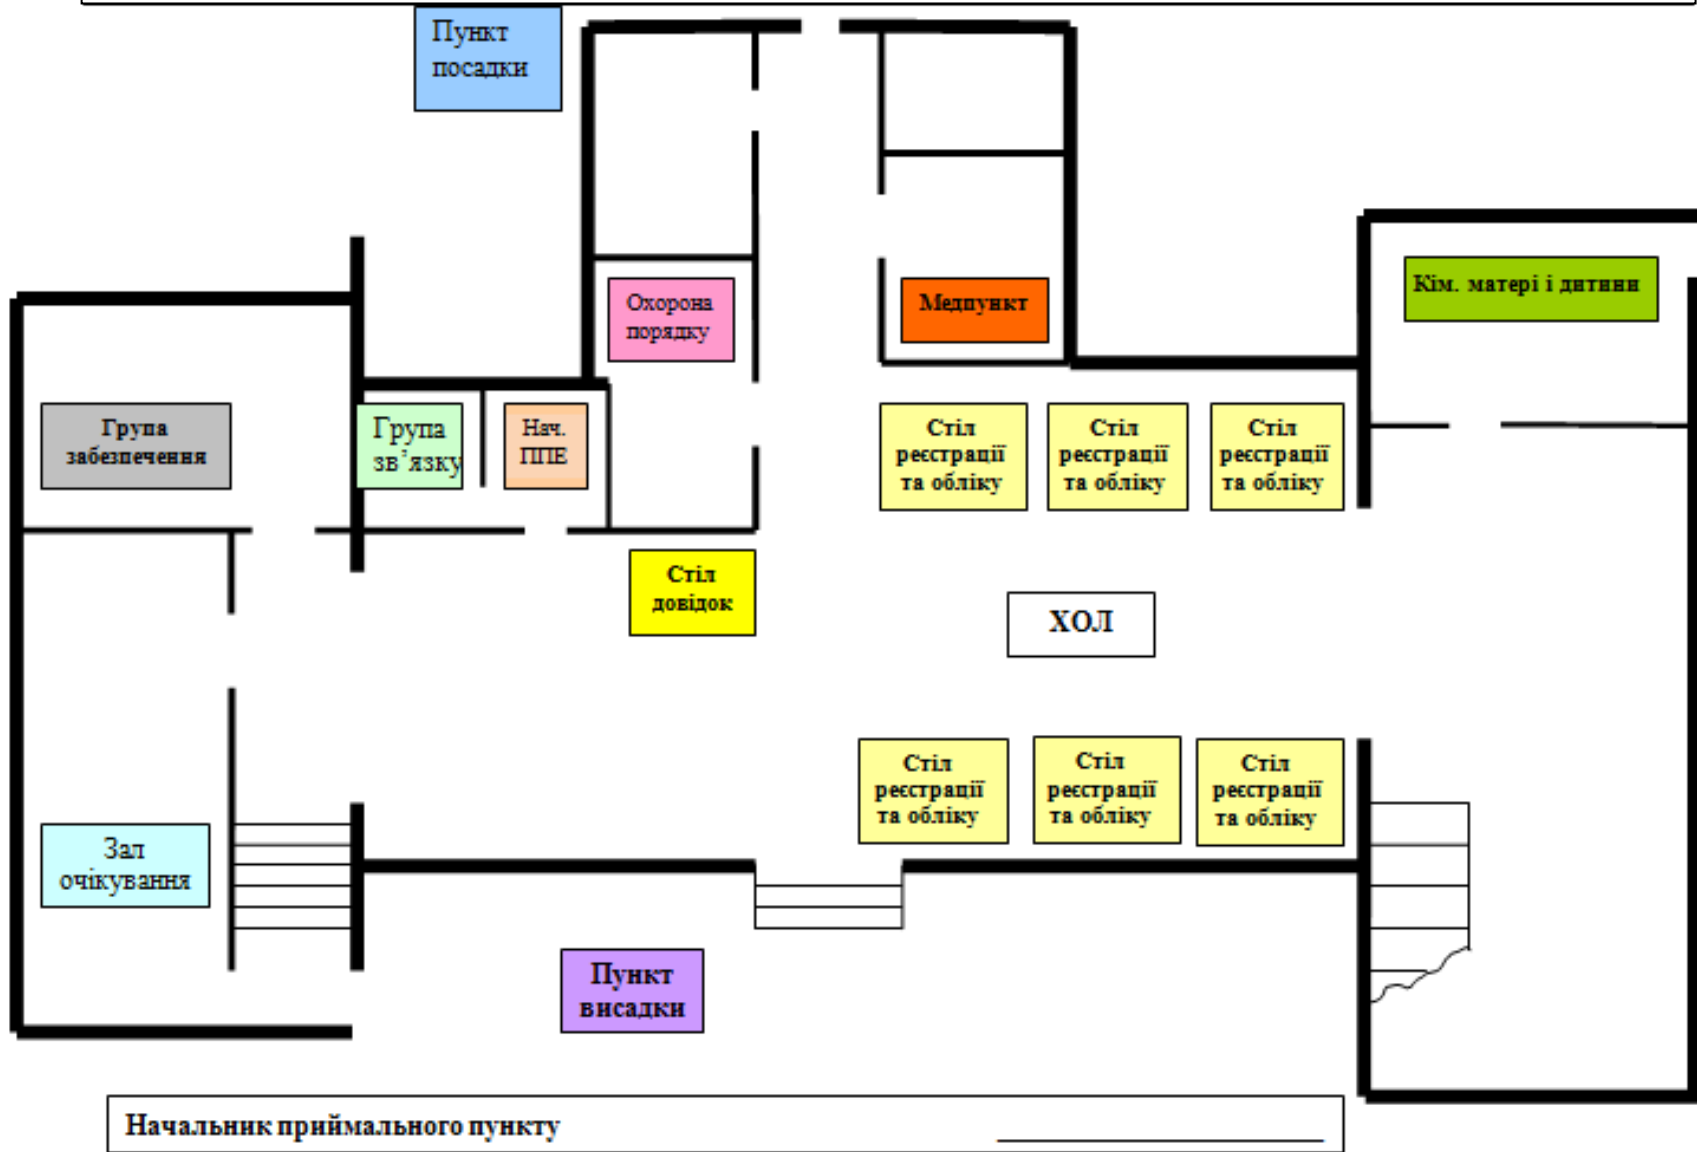 Пункт
посадки
Охорона
порядку
Медпункт
Кім. матері і дитини
Група
забезпечення
Група
зв’язку
Нач.
ППЕ
Стіл
реєстрації
та обліку
Стіл
реєстрації
та обліку
Стіл
реєстрації
та обліку
Стіл
довідок
ХОЛ
Стіл
реєстрації
та обліку
Стіл
реєстрації
та обліку
Стіл
реєстрації
та обліку
Зал
очікування
Пункт
висадки
Начальник приймального пункту